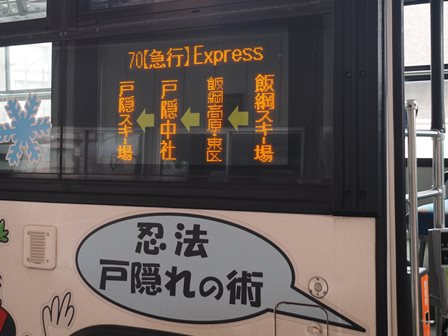 70【急行】Express
飯綱スキー場
飯綱高原・東区
戸隠中社
戸隠スキー場
忍法
戸隠れの術